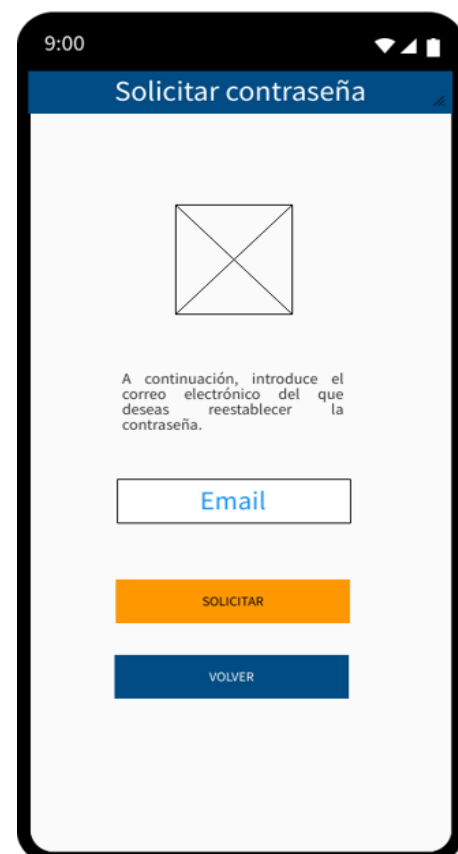 9:00
Solicitar contraseña
A continuación, introduce el
correo electrónico del que
deseas reestablecer la
contraseña.
Email
SOLICITAR
VOLVER